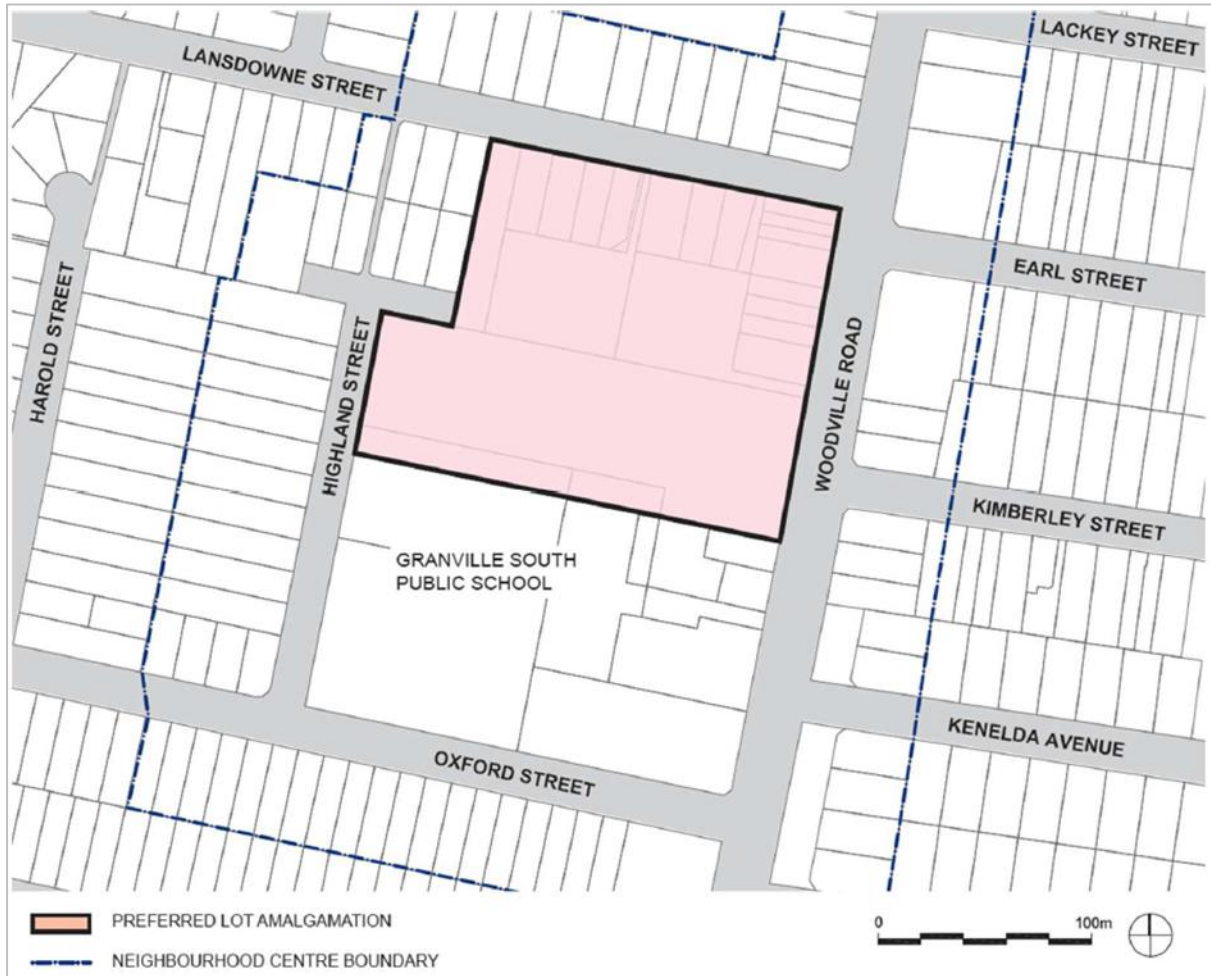 LACKEY STREET
LANSDOWNE STREET
EARL STREET
HAROLD STREET
HIGHLAND STREET
WOODVILLE ROAD
KIMBERLEY STREET
GRANVILLE SOUTH
PUBLIC SCHOOL
KENELDA AVENUE
OXFORD STREET
PREFERRED LOT AMALGAMATION
NEIGHBOURHOOD CENTRE BOUNDARY
0 100m